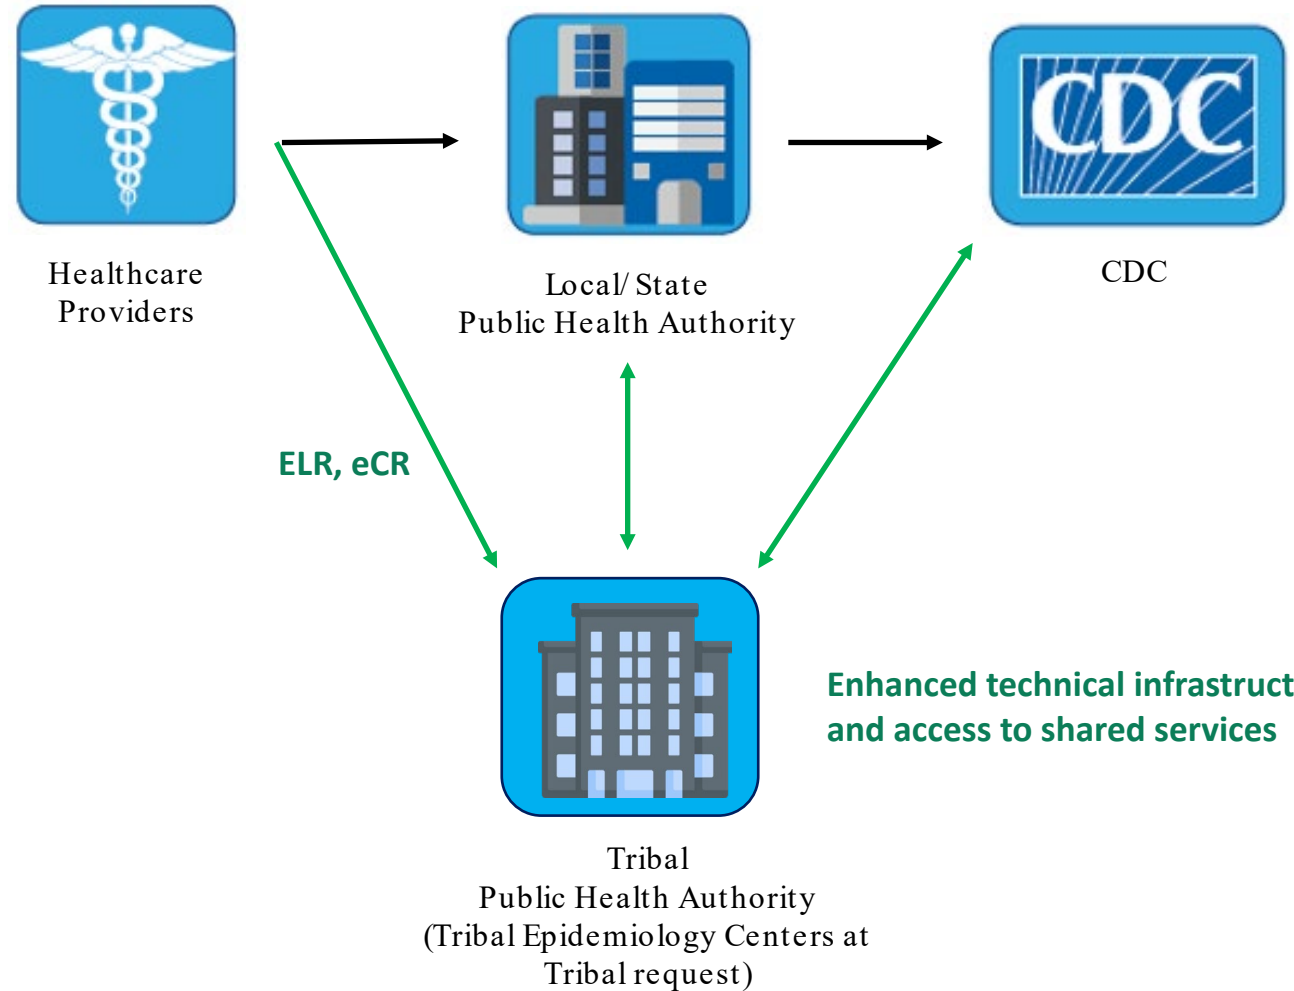 CDC
Healthcare
Providers
Local/ State
Public Health Authority
CDC
ELR, eCR
Enhanced technical infrastruct
and access to shared services
Tribal
Public Health Authority
(Tribal Epidemiology Centers at
Tribal request)